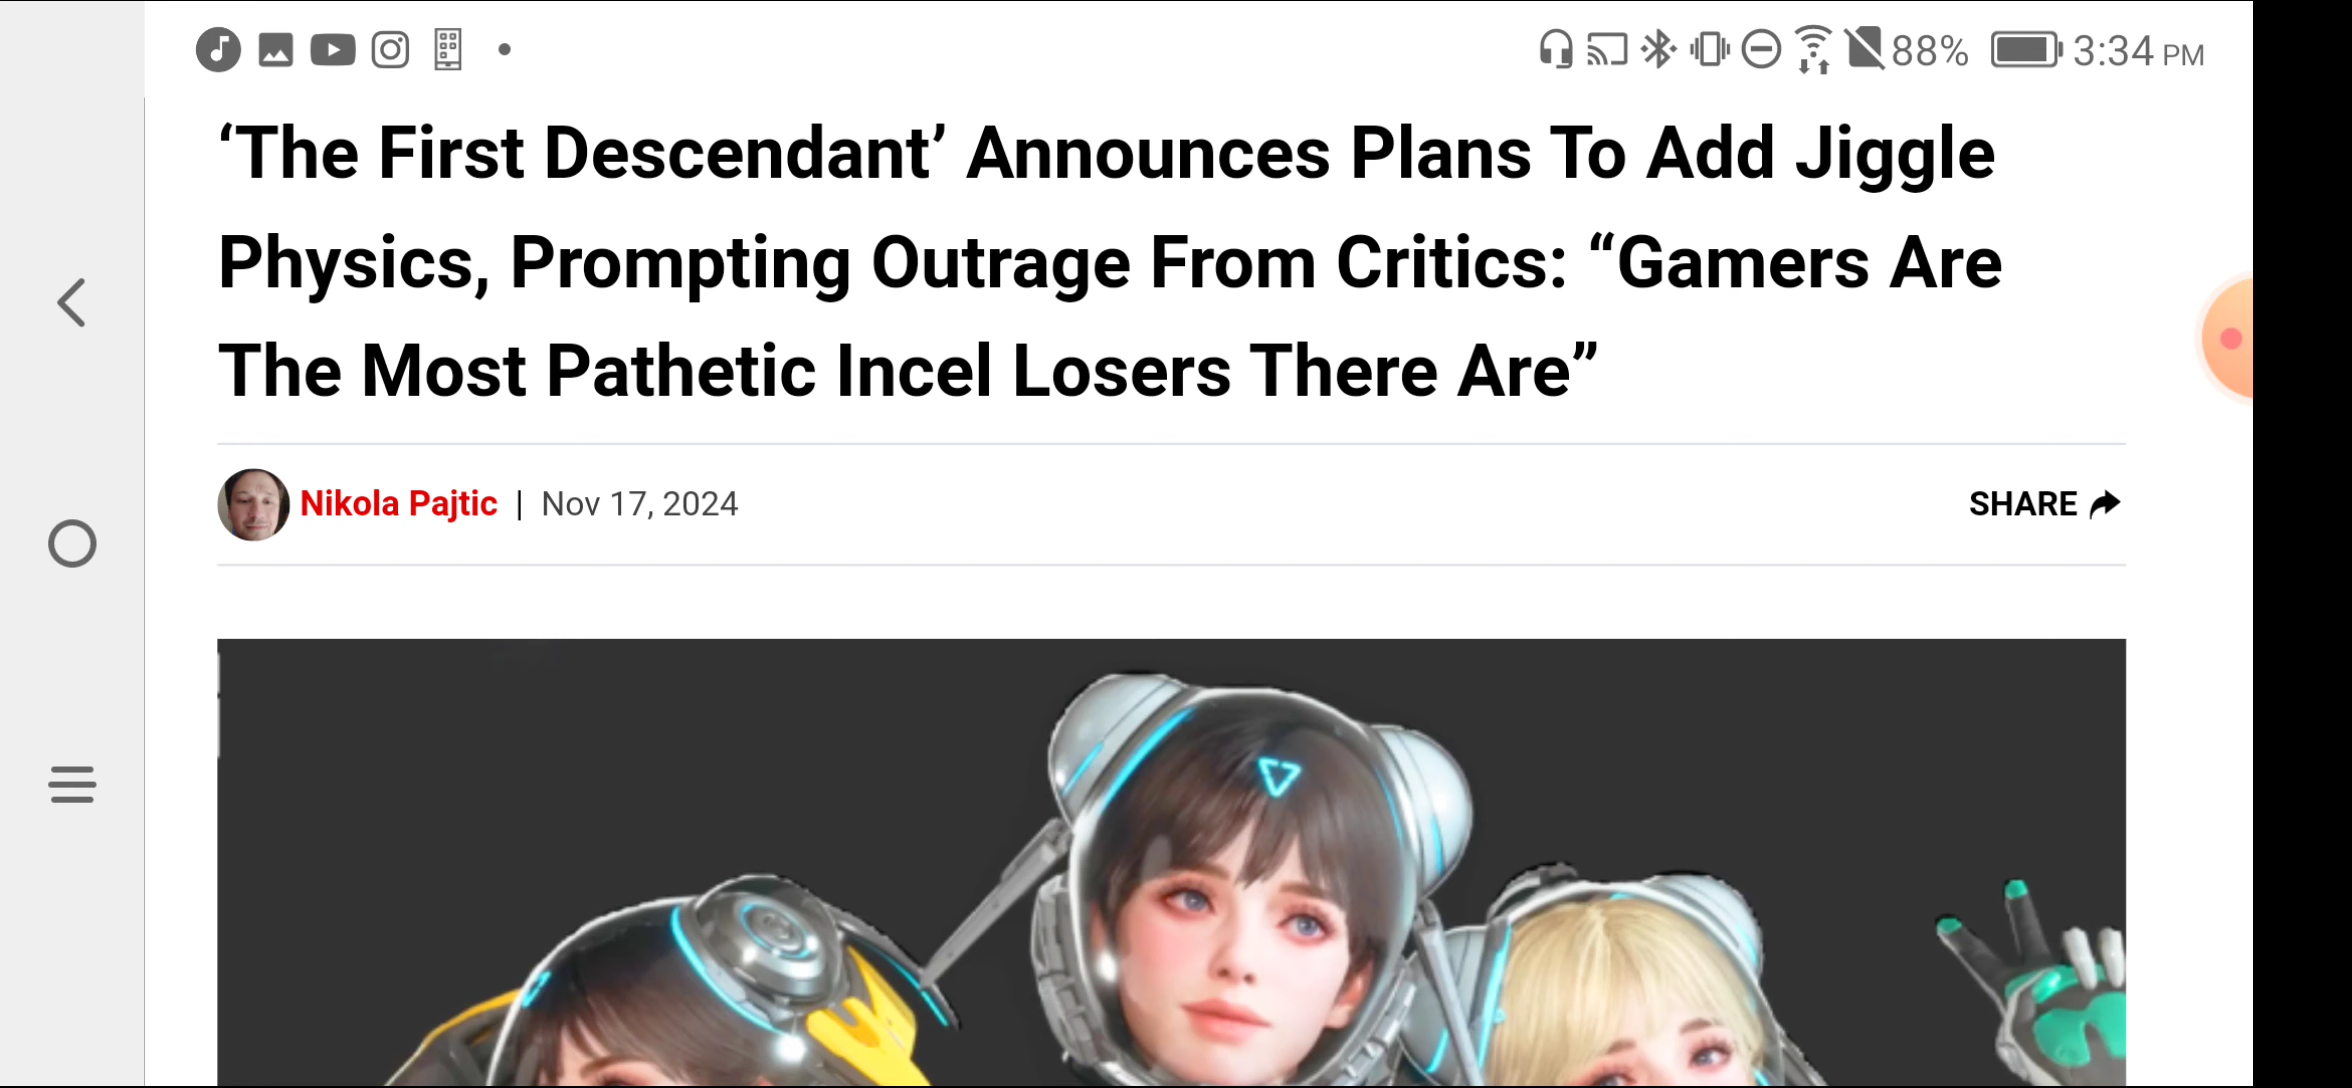 88% 3:34 PM
‘The First Descendant’ Announces Plans To Add Jiggle
Physics, Prompting Outrage From Critics: “Gamers Are
The Most Pathetic Incel Losers There Are”
Nikola Pajtic | Nov 17, 2024
SHARE